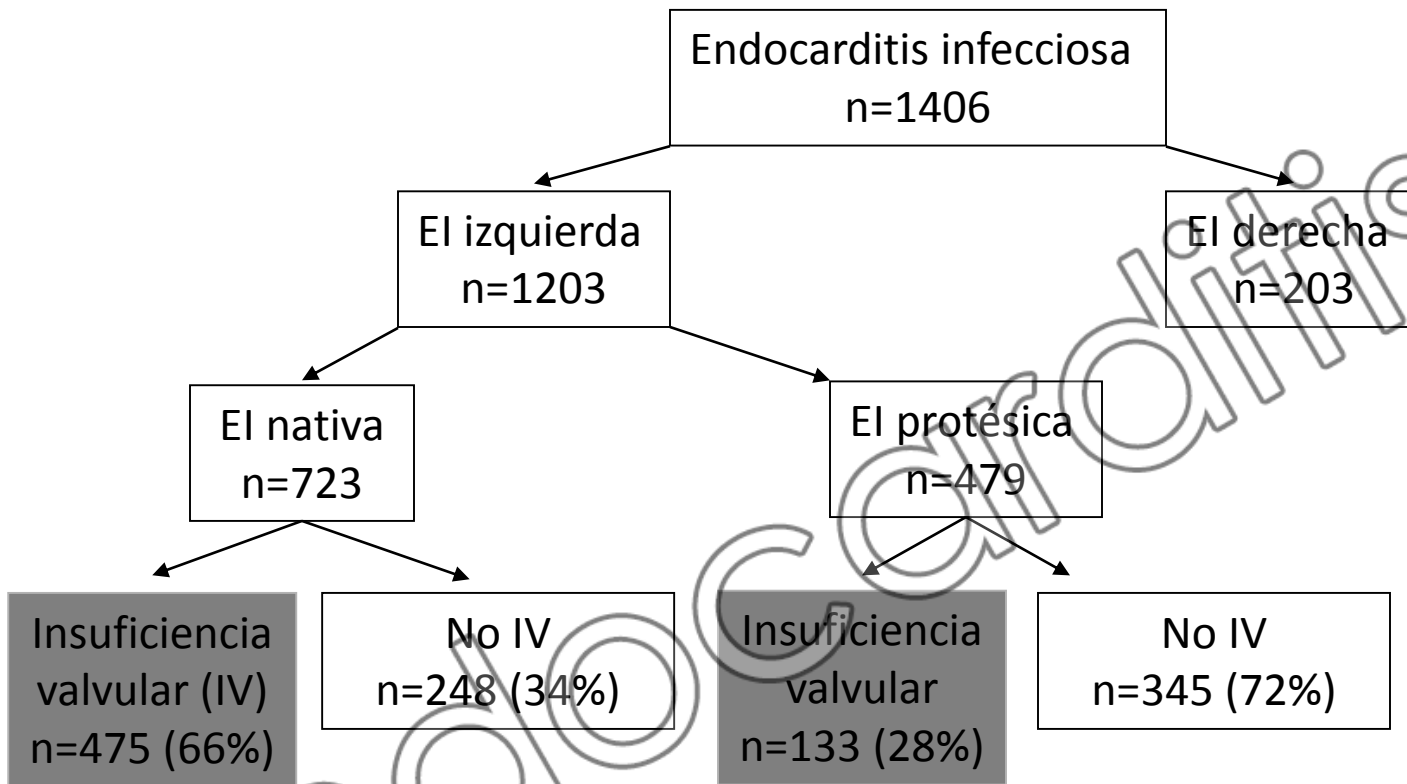 Endocarditis infecciosa
n=1406
EI izquierda
n=1203
EI derecha
n=203
EI nativa
n=723
EI protésica
n=479
Insuficiencia
valvular (IV)
n=475 (66%)
No IV
n=248 (34%)
Insuficiencia
valvular
n=133 (28%)
No IV
n=345 (72%)